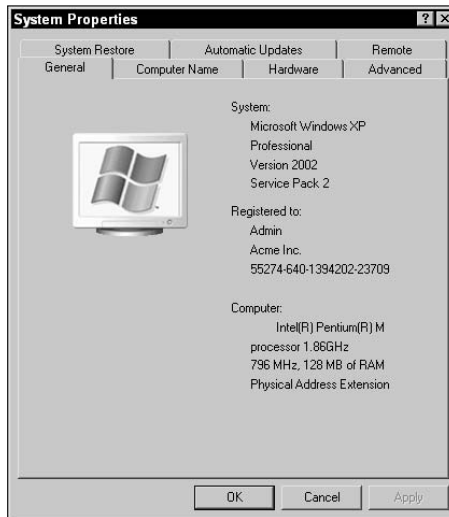 System Properties
System Restore Automatic Updates Remote
General Computer Name Hardware Advanced
System:
Microsoft Windows XP
Professional
Version 2002
Service Pack 2
Registered to:
Admin
Acme Inc.
55274-640-1394202-23709
Computer:
Intel(R) Pentium(R) M
processor 1.86GHz
796 MHz, 128 MB of RAM
Physical Address Extension
OK Cancel Apply